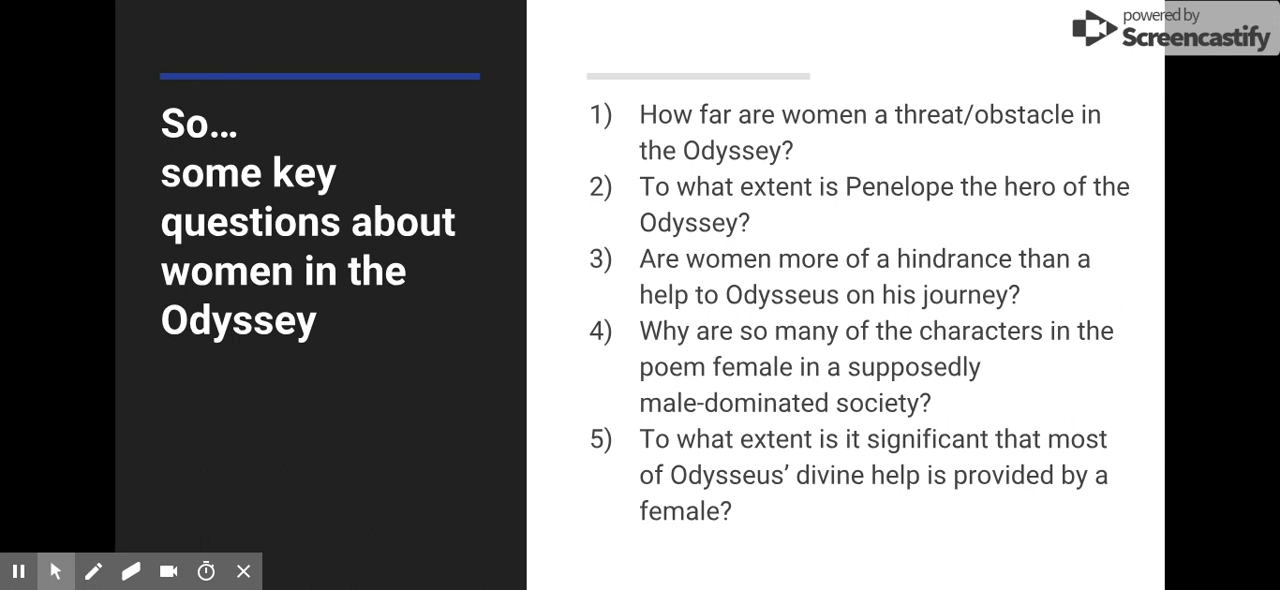 powered by
Screencastify
So...
some key
questions about
women in the
Odyssey
1) How far are women a threat/obstacle in
the Odyssey?
2) To what extent is Penelope the hero of the
Odyssey?
3) Are women more of a hindrance than a
help to Odysseus on his journey?
4) Why are so many of the characters in the
poem female in a supposedly
male-dominated society?
5) To what extent is it significant that most
of Odysseus’ divine help is provided by a
female?